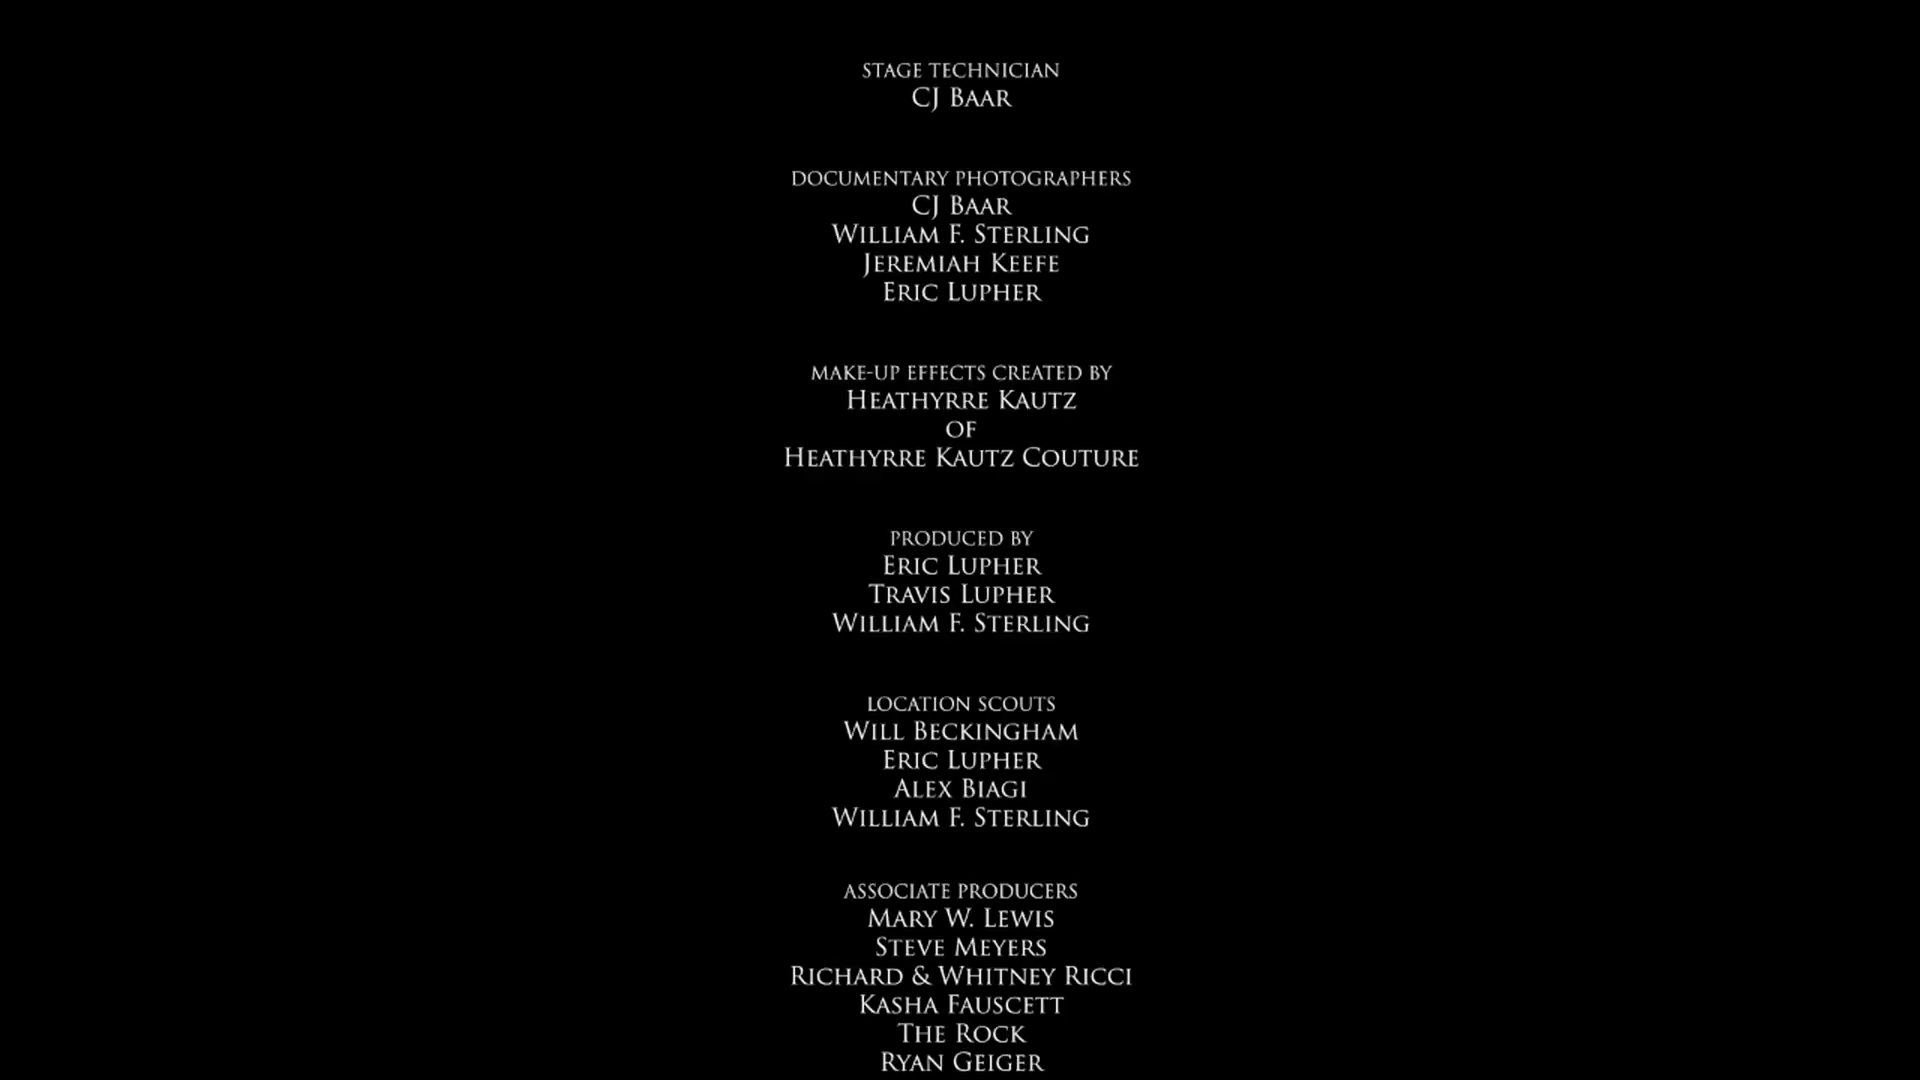 STAGE TECHNICIAN
CJ BAAR
DOCUMENTARY PHOTOGRAPHERS
CJ BAAR
WILLIAM F. STERLING
JEREMIAH KEEFE
ERIC LUPHER
MAKE-UP EFFECTS CREATED BY
HEATHYRRE KAUTZ
OF
HEATHYRRE KAUTZ COUTURE
PRODUCED BY
ERIC LUPHER
TRAVIS LUPHER
WILLIAM F. STERLING
LOCATION SCOUTS
WILL BECKINGHAM
ERIC LUPHER
ALEX BIAGI
WILLIAM F. STERLING
ASSOCIATE PRODUCERS
MARY W. LEWIS
STEVE MEYERS
RICHARD & WHITNEY RICCI
KASHA FAUSCETT
THE ROCK
RYAN GEIGER